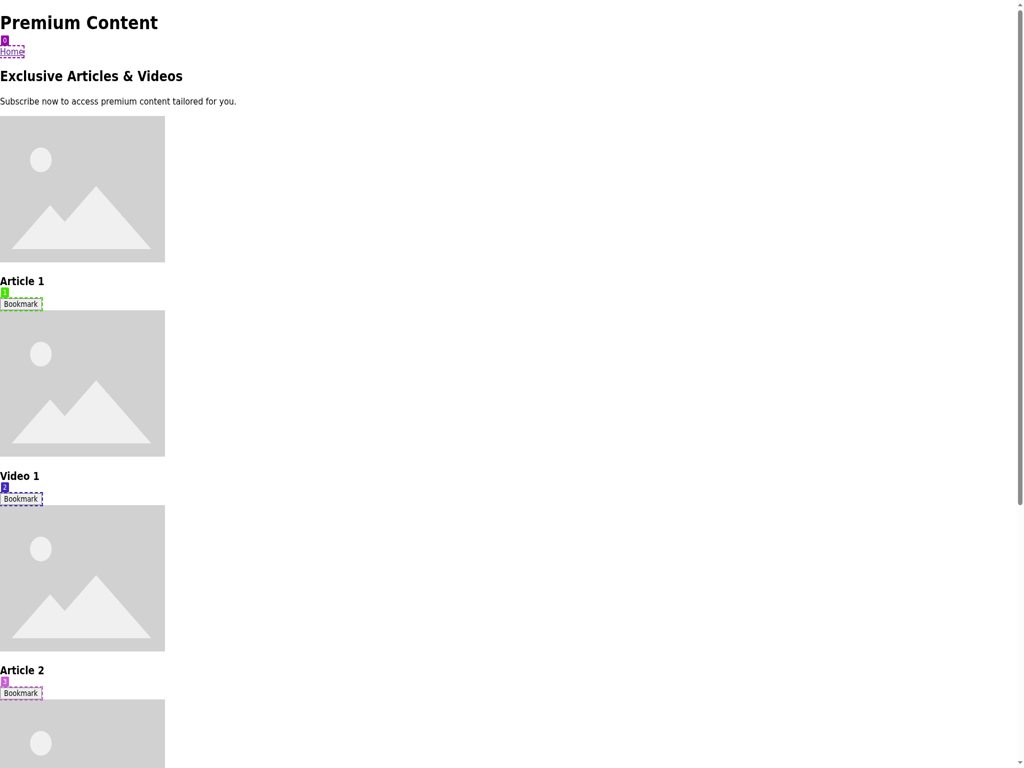 Premium Content
0
Home
Exclusive Articles & Videos
Subscribe now to access premium content tailored for you.
Article 1
1
Bookmark
Video 1
2
Bookmark
Article 2
3
Bookmark